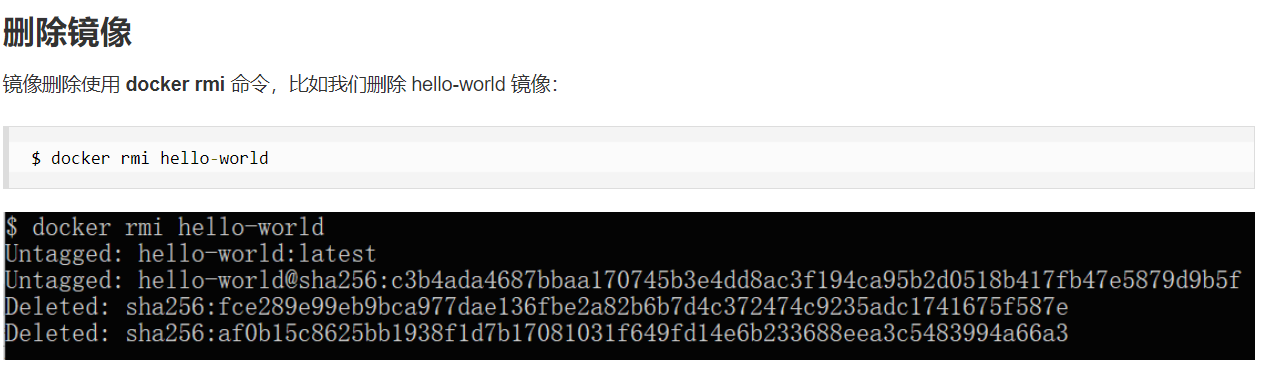 删除镜像
镜像删除使用 docker rmi 命令，比如我们删除 hello-world 镜像：
$ docker rmi hello-world
$ docker rmi hello-world
Untagged: hello-world:latest
Untagged: hello-world@sha256:c3b4ada4687bbaa170745b3e4dd8ac3f194ca95b2d0518b417fb47e5879d9b5f
Deleted: sha256:fce289e99eb9bca977dae136fbe2a82b6b7d4c372474c9235adc1741675f587e
Deleted: sha256:af0b15c8625bb1938f1d7b17081031f649fd14e6b233688eea3c5483994a66a3